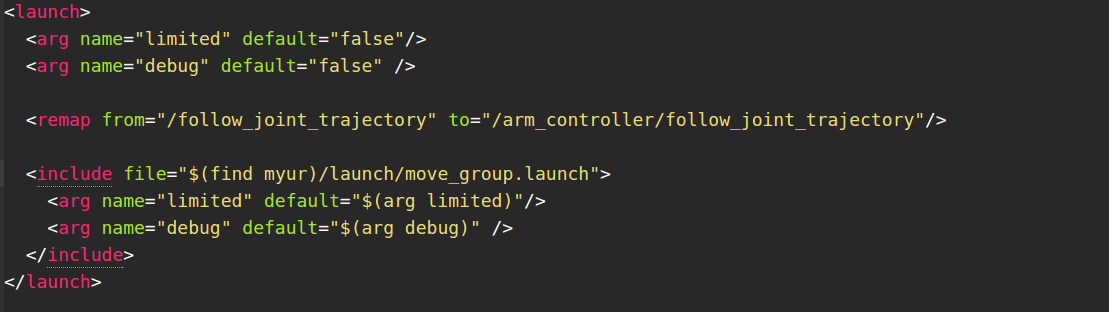 <launch>
  <arg name="limited" default="false"/>
  <arg name="debug" default="false" />
  <remap from="/follow_joint_trajectory" to="/arm_controller/follow_joint_trajectory"/>
  <include file="$(find myur)/launch/move_group.launch">
    <arg name="limited" default="$(arg limited)"/>
    <arg name="debug" default="$(arg debug)" />
  </include>
</launch>